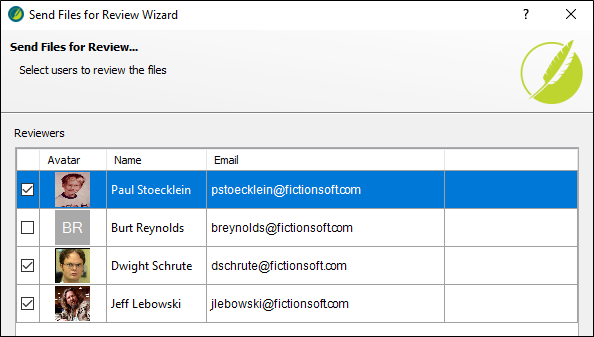 Send Files for Review Wizard ?
Send Files for Review...
Select users to review the files
Reviewers
Avatar Name Email
Paul Stoecklein pstoecklein@fictionsoft.com
BR Burt Reynolds breynolds@fictionsoft.com
Dwight Schrute dschrute@fictionsoft.com
Jeff Lebowski jlebowski@fictionsoft.com